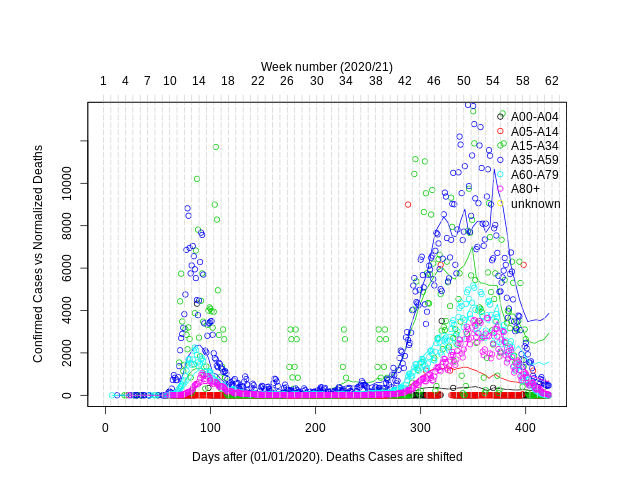 Week number (2020/21)
1 4 7 10 14 18 22 26 30 34 38 42 46 50 54 58 62
Confirmed Cases vs Normalized Deaths
10000
8000
6000
4000
2000
0
A00-A04
A05-A14
A15-A34
A35-A59
A60-A79
A80+
unknown
0 100 200 300 400
Days after (01/01/2020). Deaths Cases are shifted